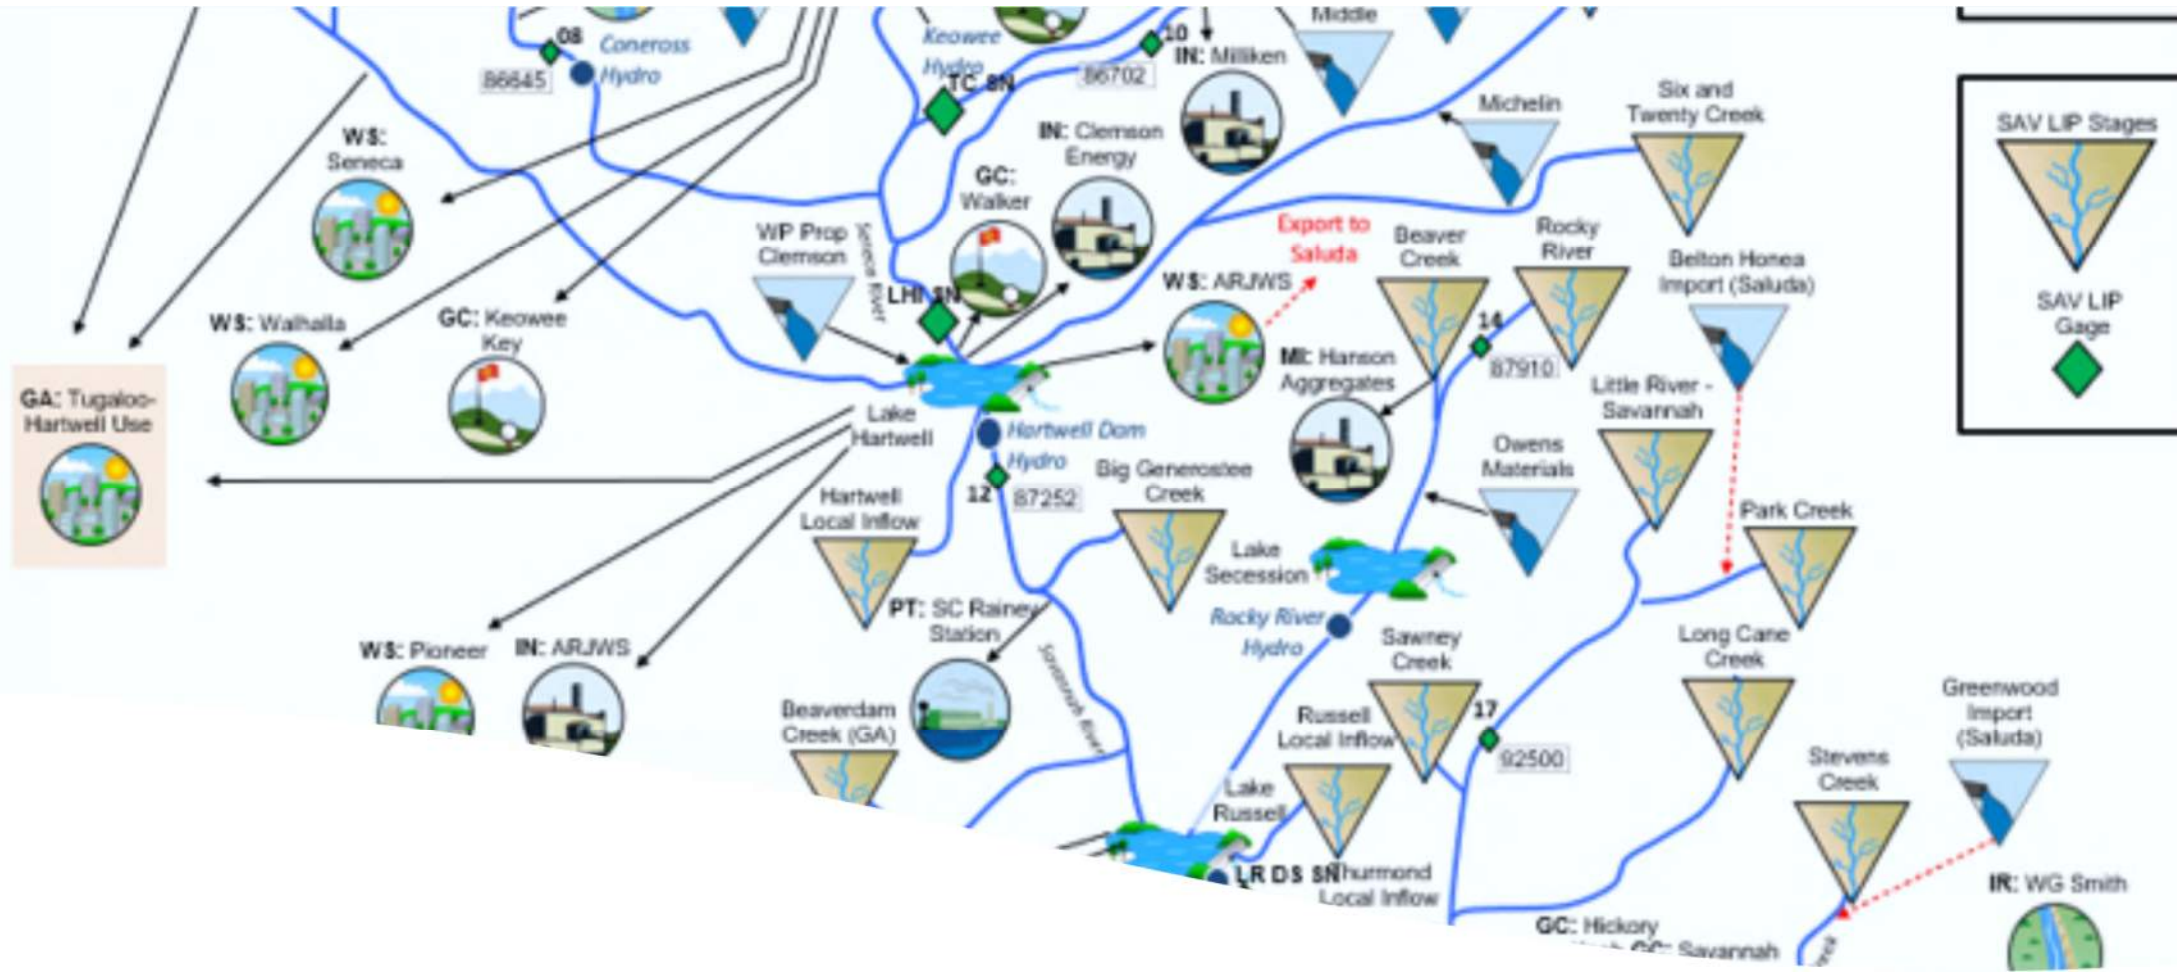 08
Coneross
Hydro
86645
Keowee
Hydro
TC SN
10
86702
IN: Milliken
Middle
Michelin
Six and
Twenty Creek
SAV LIP Stages
SAV LIP
Gage
WS:
Seneca
IN: Clemson
Energy
GC:
Walker
WP Prop
Clemson
Seneca River
LHI SN
Export to
Saluda
Beaver
Creek
Rocky
River
Belton Honea
Import (Saluda)
WS: ARJWS
14
87910
WS: Walhalla
GC: Keowee
Key
MI: Hanson
Aggregates
Little River -
Savannah
GA: Tugaloo-
Hartwell Use
Lake
Hartwell
Hartwell Dam
Hydro
12
87252
Big Generostee
Creek
Owens
Materials
Hartwell
Local Inflow
Park Creek
Lake
Secession
PT: SC Rainey
Station
Rocky River
Hydro
Sawney
Creek
Long Cane
Creek
WS: Pioneer
IN: ARJWS
Savannah River
Greenwood
Import
(Saluda)
Beaverdam
Creek (GA)
Russell
Local Inflow
17
92500
Stevens
Creek
Lake
Russell
LR DS SN
Thurmond
Local Inflow
IR: WG Smith
GC: Hickory
GC: Savannah